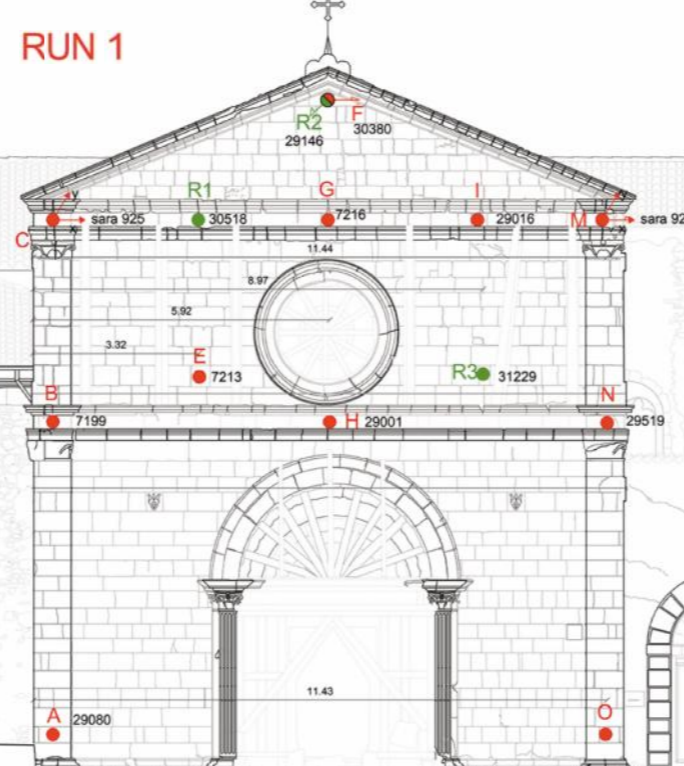 RUN 1
R2 F
29146 30380
y R1 G I y
C x sara 925 30518 7216 29016 M x sara 92
11.44
8.97
5.92
3.32
E
7213 R3 31229
B N
7199 H 29001 29519
11.43
A 29080 O